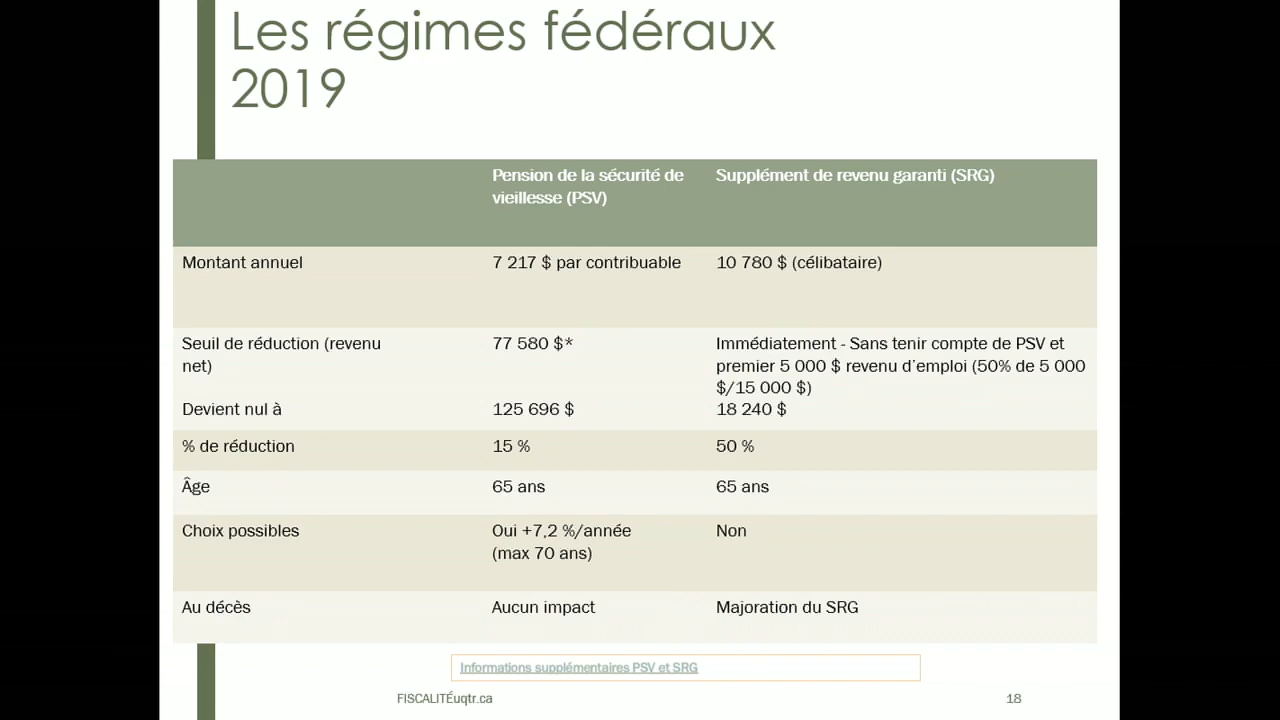 Les régimes fédéraux
2019
Pension de la sécurité de
vieillesse (PSV)
Supplément de revenu garanti (SRG)
Montant annuel
7 217 $ par contribuable
10 780 $ (célibataire)
Seuil de réduction (revenu
net)
77 580 $*
Immédiatement - Sans tenir compte de PSV et
premier 5 000 $ revenu d'emploi (50% de 5 000
$/15 000 $)
Devient nul à
125 696 $
18 240 $
% de réduction
15 %
50 %
Âge
65 ans
65 ans
Choix possibles
Oui +7,2 %/année
(max 70 ans)
Non
Au décès
Aucun impact
Majoration du SRG
Informations supplémentaires PSV et SRG
FISCALITÉuqtr.ca
18